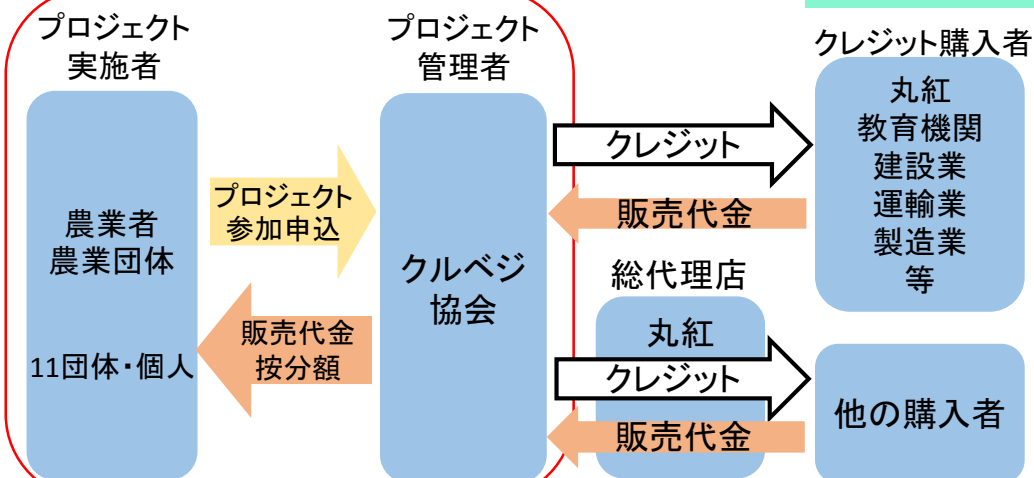 プロジェクト
実施者
農業者
農業団体
11団体・個人
プロジェクト
参加申込
販売代金
按分額
プロジェクト
管理者
クルベジ
協会
クレジット
販売代金
総代理店
丸紅
クレジット
販売代金
クレジット購入者
丸紅
教育機関
建設業
運輸業
製造業
等
他の購入者